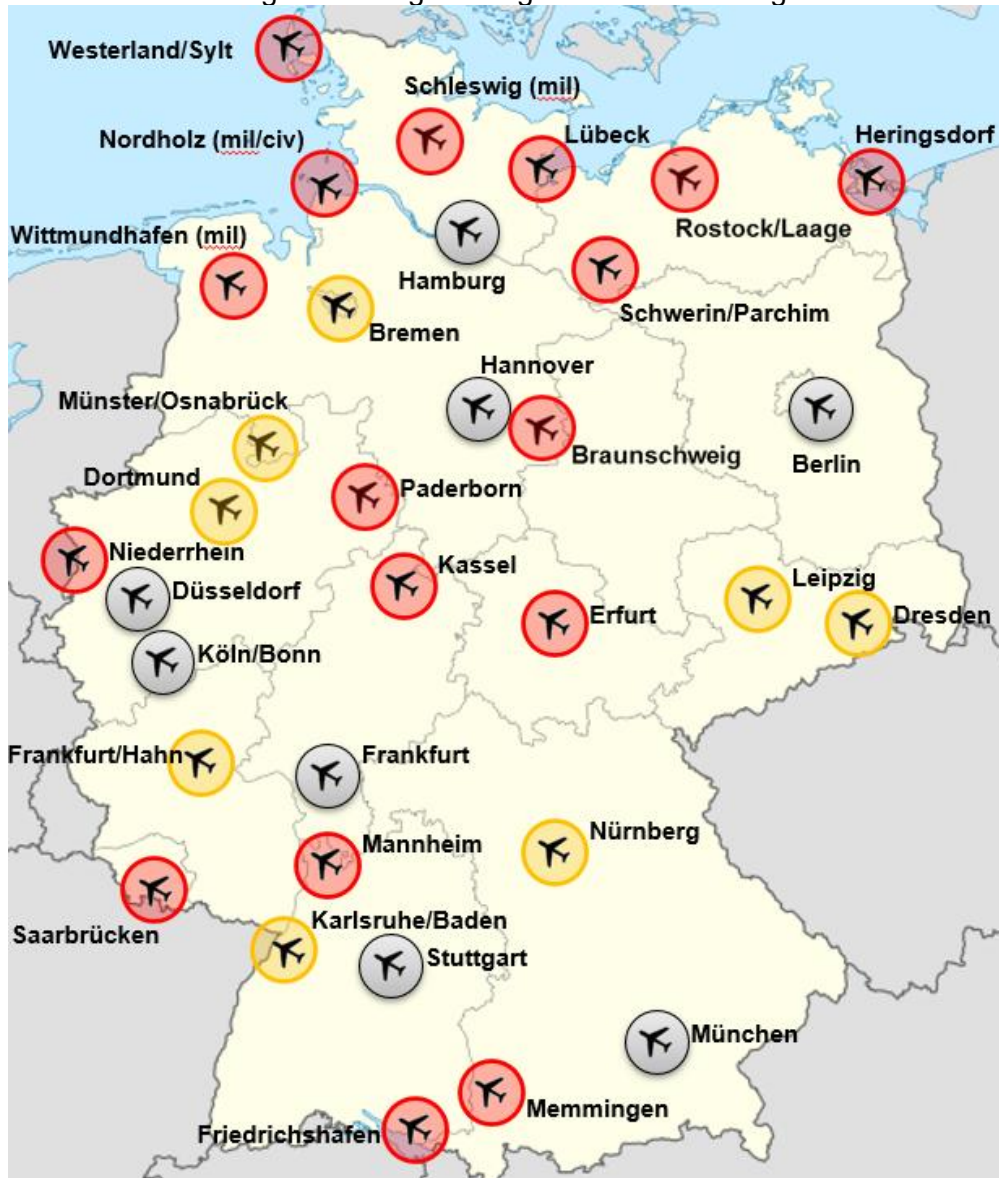 Westerland/Sylt
Schleswig (mil)
Nordholz (mil/civ)
Lübeck
Heringsdorf
Rostock/Laage
Wittmundhafen (mil)
Hamburg
Schwerin/Parchim
Bremen
Hannover
Münster/Osnabrück
Braunschweig
Berlin
Dortmund
Paderborn
Niederrhein
Kassel
Leipzig
Düsseldorf
Erfurt
Dresden
Köln/Bonn
Frankfurt/Hahn
Frankfurt
Nürnberg
Mannheim
Karlsruhe/Baden
Saarbrücken
Stuttgart
München
Memmingen
Friedrichshafen